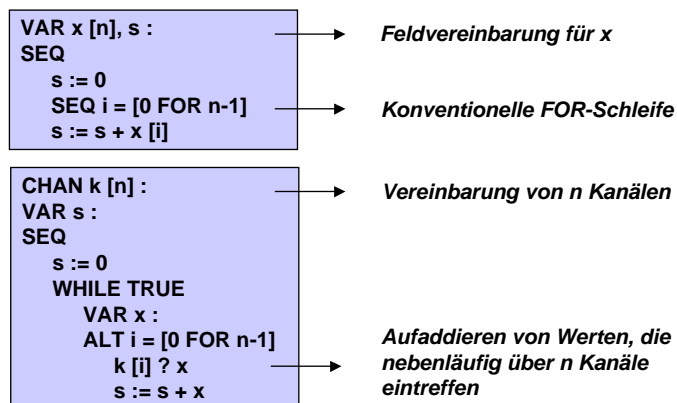 VAR x [n], s :
Feldvereinbarung für x
SEQ
s := 0
SEQ i = [0 FOR n-1]
Konventionelle FOR-Schleife
s := s + x [i]
CHAN k [n] :
Vereinbarung von n Kanälen
VAR s :
SEQ
s := 0
WHILE TRUE
VAR x :
ALT i = [0 FOR n-1]
k [i] ? x
s := s + x
Aufaddieren von Werten, die
nebenläufig über n Kanäle
eintreffen